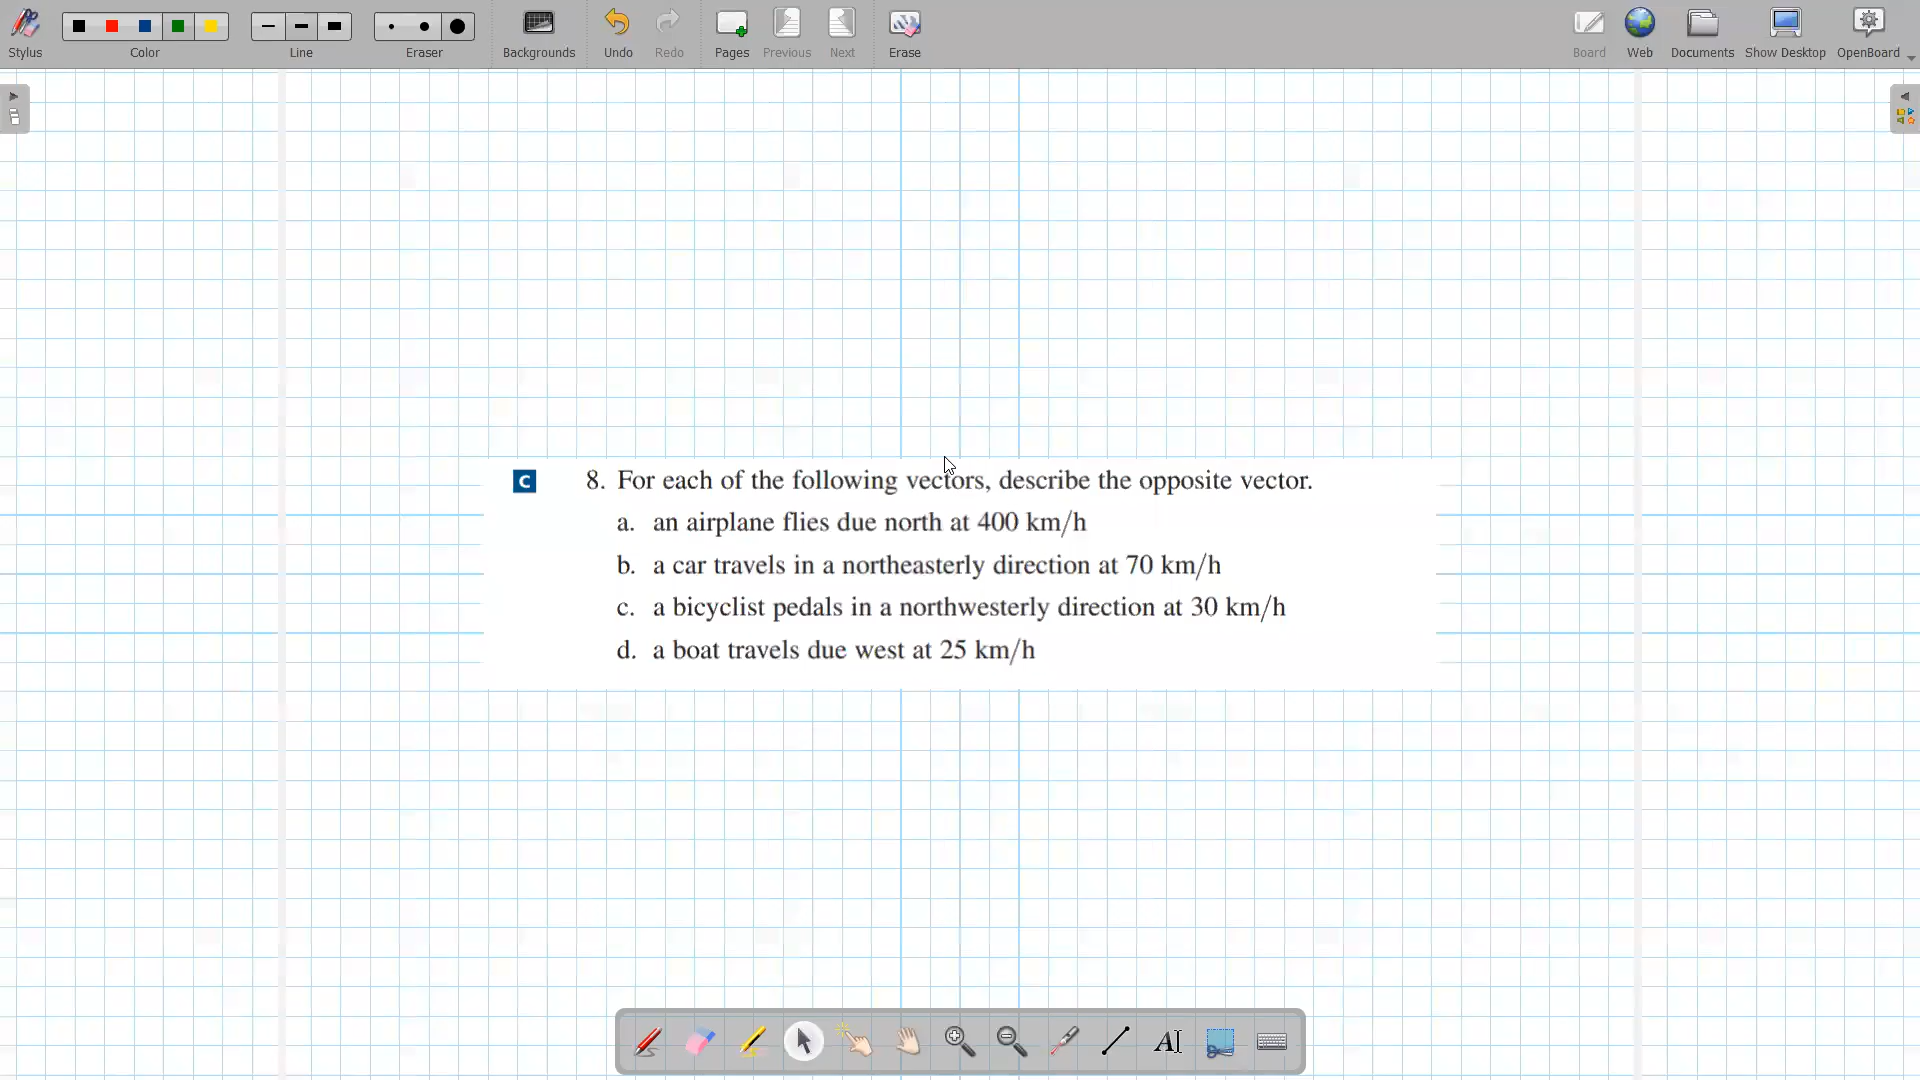 Stylus Color Line Eraser Backgrounds Undo Redo Pages Previous Next Erase Board Web Documents Show Desktop OpenBoard
C 8. For each of the following vectors, describe the opposite vector.
a. an airplane flies due north at 400 km/h
b. a car travels in a northeasterly direction at 70 km/h
c. a bicyclist pedals in a northwesterly direction at 30 km/h
d. a boat travels due west at 25 km/h